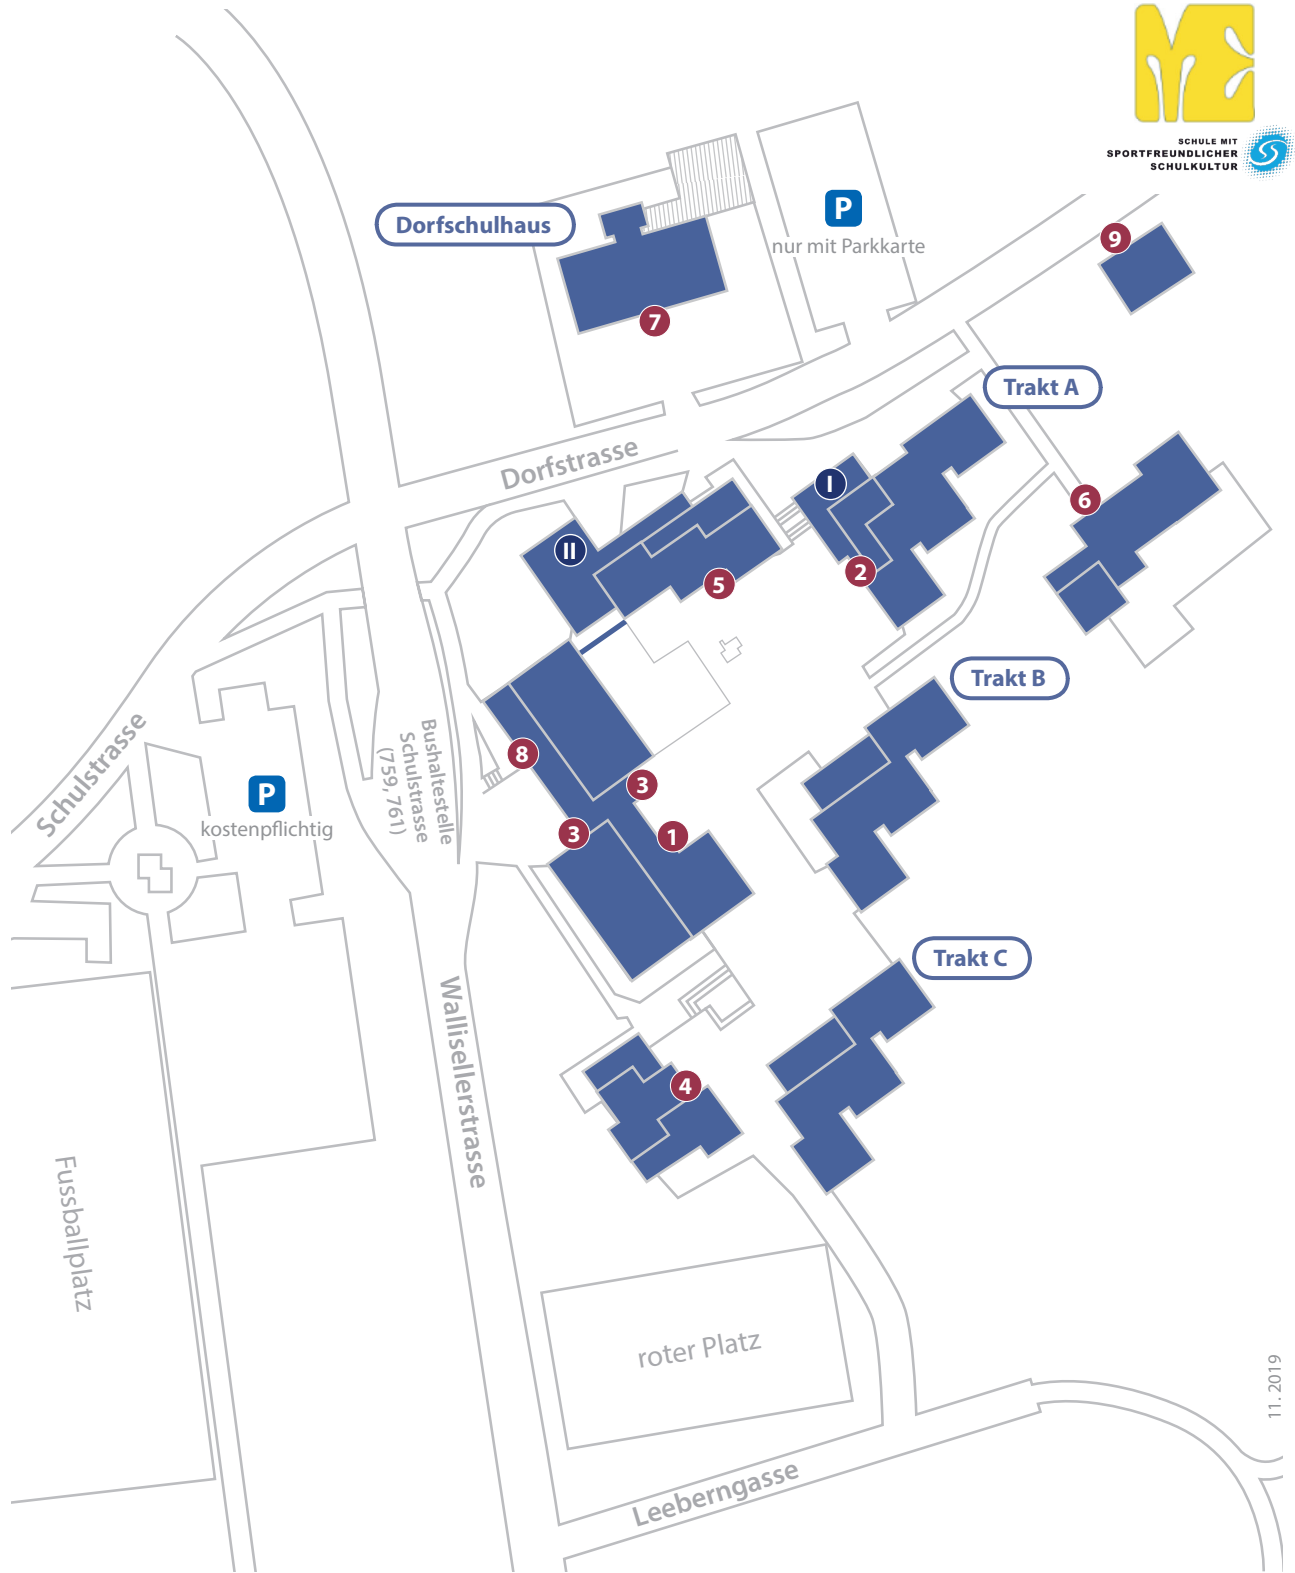 ME
SCHULE MIT
SPORTFREUNDLICHER
SCHULKULTUR
Dorfschulhaus
P
nur mit Parkkarte
9
7
Trakt A
Dorfstrasse
I
6
II
2
5
Trakt B
Schulstrasse
Bushaltestelle
Schulstrasse
(759, 761)
8
3
P
kostenpflichtig
3
1
Trakt C
Wallisellerstrasse
4
Fussballplatz
roter Platz
Leeberngasse
11. 2019